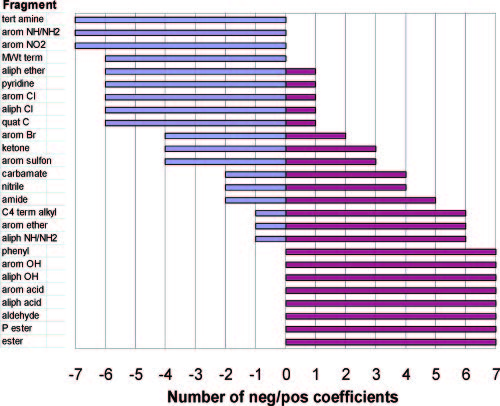 Fragment
tert amine
arom NH/NH2
arom NO2
MWt term
aliph ether
pyridine
arom Cl
aliph Cl
quat C
arom Br
ketone
arom sulfon
carbamate
nitrile
amide
C4 term alkyl
arom ether
aliph NH/NH2
phenyl
arom OH
aliph OH
arom acid
aliph acid
aldehyde
P ester
ester
-7 -6 -5 -4 -3 -2 -1 0 1 2 3 4 5 6 7
Number of neg/pos coefficients